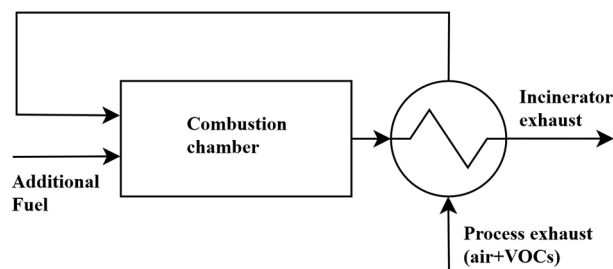 Combustion
chamber
Incinerator
exhaust
Additional
Fuel
Process exhaust
(air+VOCs)